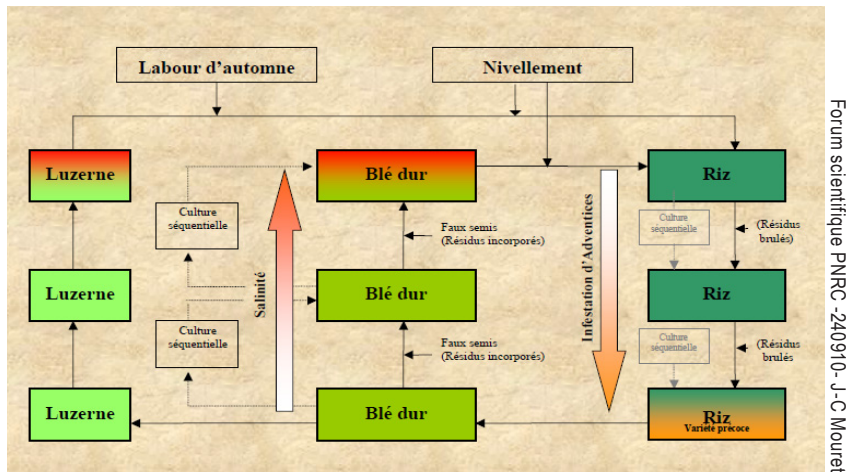 Labour d'automne
Nivellement
Luzerne
Blé dur
Riz
Culture
séquentielle
Faux semis
(Résidus incorporés)
Culture
séquentielle
(Résidus
brulés)
Salinité
Infestation d'Adventices
Luzerne
Blé dur
Riz
Culture
séquentielle
Faux semis
(Résidus incorporés)
Culture
séquentielle
(Résidus
brulés
Luzerne
Blé dur
Riz
Variété précoce
Forum scientifique PNRC -240910- J-C Mouret